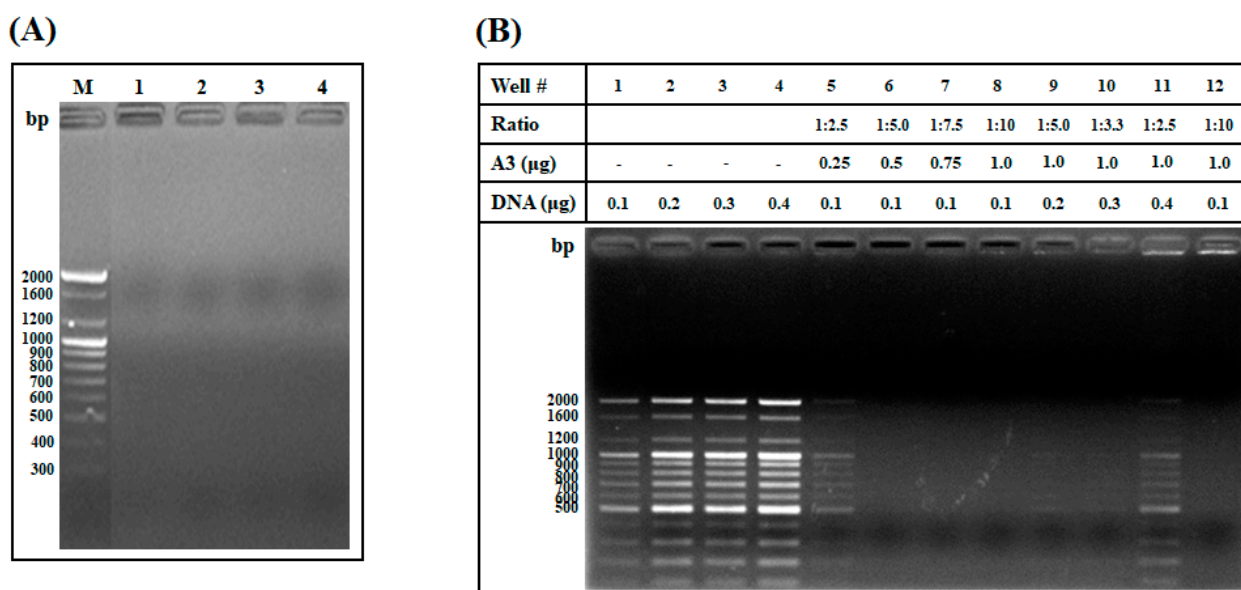 (A)
M 1 2 3 4
bp
2000
1600
1200
1000
900
800
700
600
500
400
300
(B)
Well # 1 2 3 4 5 6 7 8 9 10 11 12
Ratio 1:2.5 1:5.0 1:7.5 1:10 1:5.0 1:3.3 1:2.5 1:10
A3 (μg) - - - - 0.25 0.5 0.75 1.0 1.0 1.0 1.0 1.0
DNA (μg) 0.1 0.2 0.3 0.4 0.1 0.1 0.1 0.1 0.2 0.3 0.4 0.1
bp
2000
1600
1200
1000
900
800
700
600
500